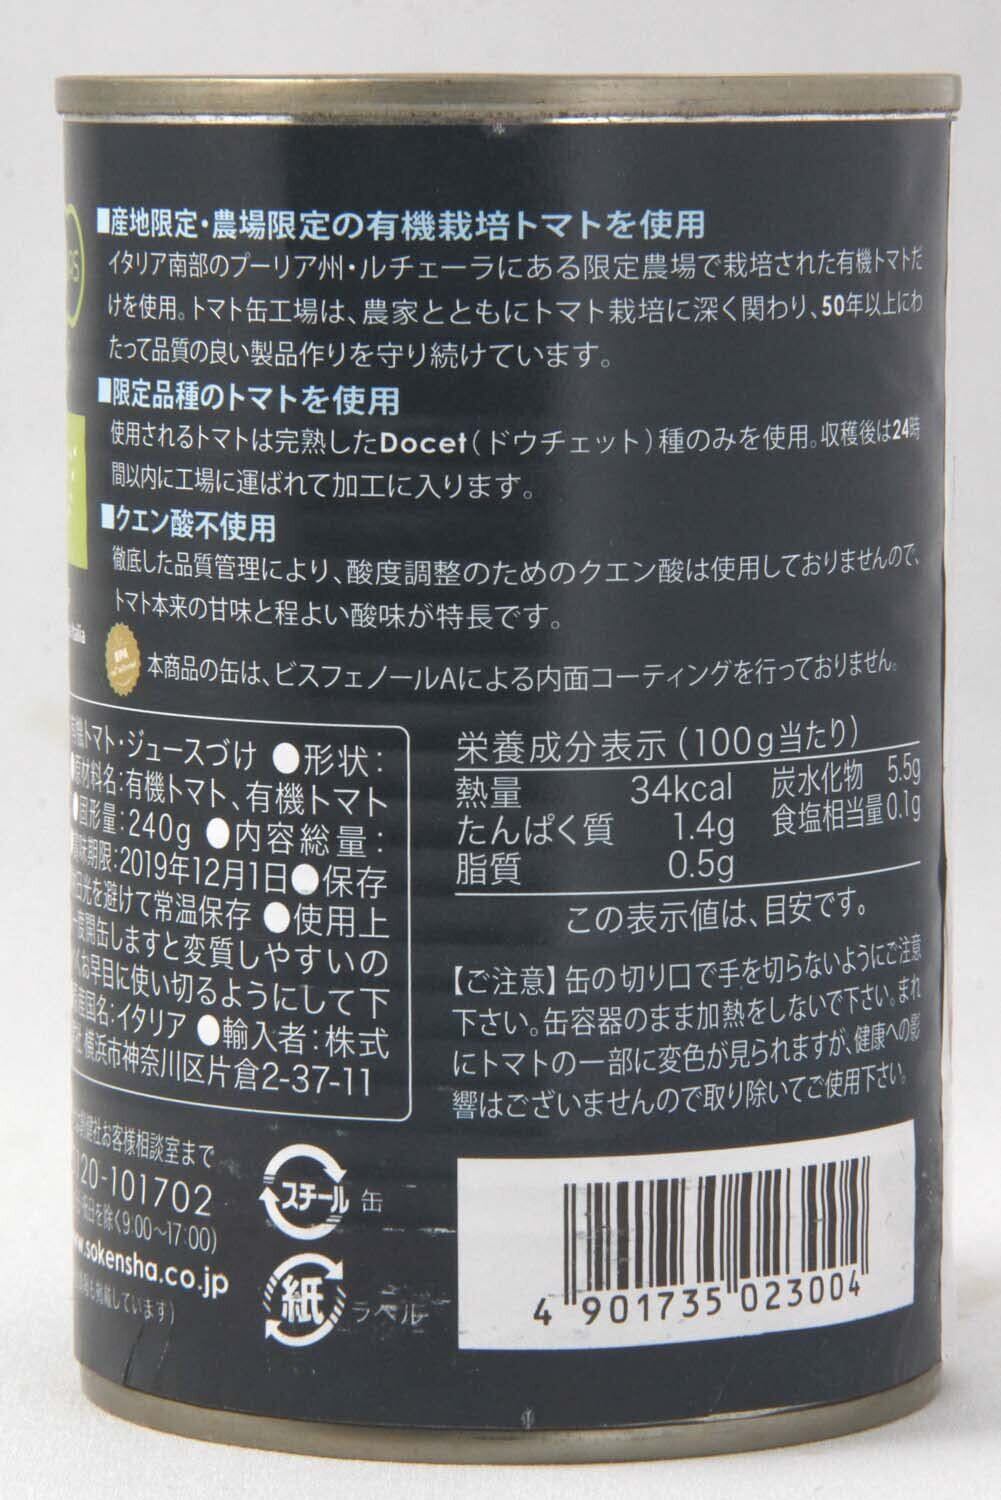 ■産地限定・農場限定の有機栽培トマトを使用
イタリア南部のプーリア州・ルチェーラにある限定農場で栽培された有機トマトだ
けを使用。トマト缶工場は、農家とともにトマト栽培に深く関わり、50年以上にわ
たって品質の良い製品作りを守り続けています。
■限定品種のトマトを使用
使用されるトマトは完熟したDocet(ドウチェット)種のみを使用。収穫後は24時
間以内に工場に運ばれて加工に入ります。
■クエン酸不使用
徹底した品質管理により、酸度調整のためのクエン酸は使用しておりませんので、
トマト本来の甘味と程よい酸味が特長です。
本商品の缶は、ビスフェノールAによる内面コーティングを行っておりません。
有機トマト・ジュースづけ ●形状:
原材料名:有機トマト、有機トマト
●固形量:240g ●内容総量:
賞味期限:2019年12月1日●保存
日光を避けて常温保存 ●使用上
一度開缶しますと変質しやすいの
お早目に使い切るようにして下
原産国名:イタリア ●輸入者:株式
横浜市神奈川区片倉2-37-11
お客様相談室まで
20-101702
祝日を除く9:00〜17:00)
.sokensha.co.jp
も掲載しています)
スチール 缶
紙 ラベル
栄養成分表示(100g当たり)
熱量 34kcal 炭水化物 5.5g
たんぱく質 1.4g 食塩相当量0.1g
脂質 0.5g
この表示値は、目安です。
【ご注意】缶の切り口で手を切らないようにご注意
下さい。缶容器のまま加熱をしないで下さい。まれ
にトマトの一部に変色が見られますが、健康への影
響はございませんので取り除いてご使用下さい。
4 901735 023004